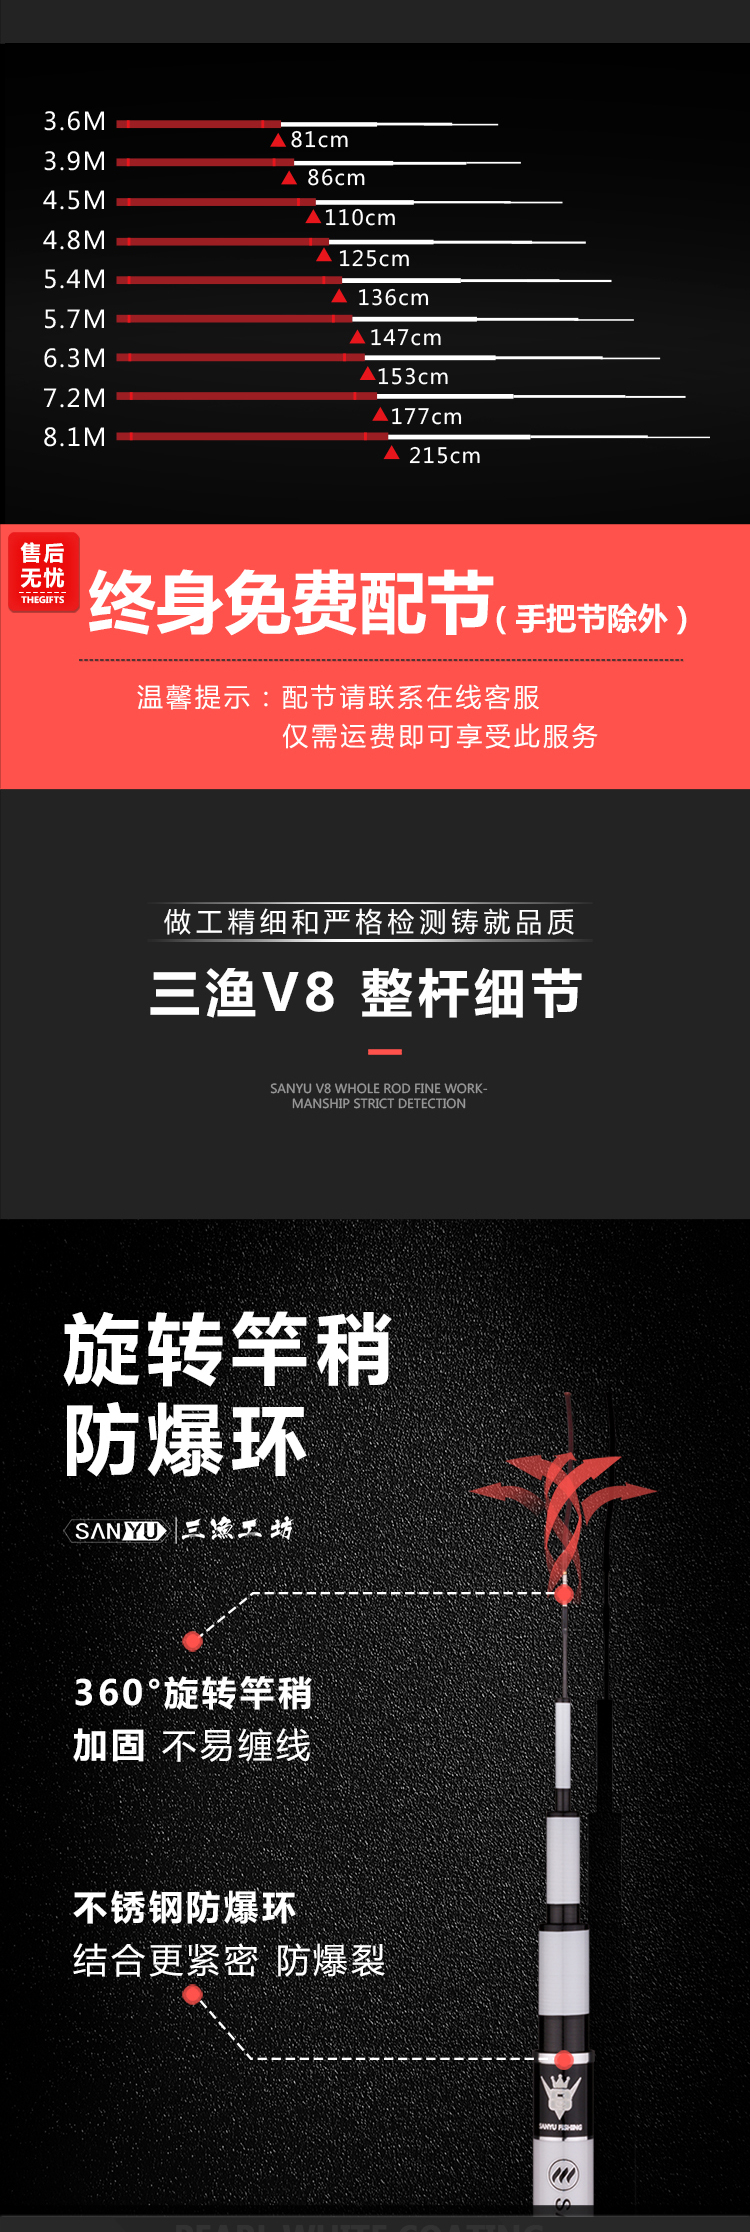 3.6M
81cm
3.9M
86cm
4.5M
110cm
4.8M
125cm
5.4M
136cm
5.7M
147cm
6.3M
153cm
7.2M
177cm
8.1M
215cm
售后
无忧
THEGIFTS
终身免费配节(手把节除外)
温馨提示:配节请联系在线客服
仅需运费即可享受此服务
做工精细和严格检测铸就品质
三渔V8 整杆细节
SANYU V8 WHOLE ROD FINE WORK-
MANSHIP STRICT DETECTION
旋转竿稍
防爆环
SANYU|三渔工坊
360°旋转竿稍
加固 不易缠线
不锈钢防爆环
结合更紧密 防爆裂
SANYU FISHING